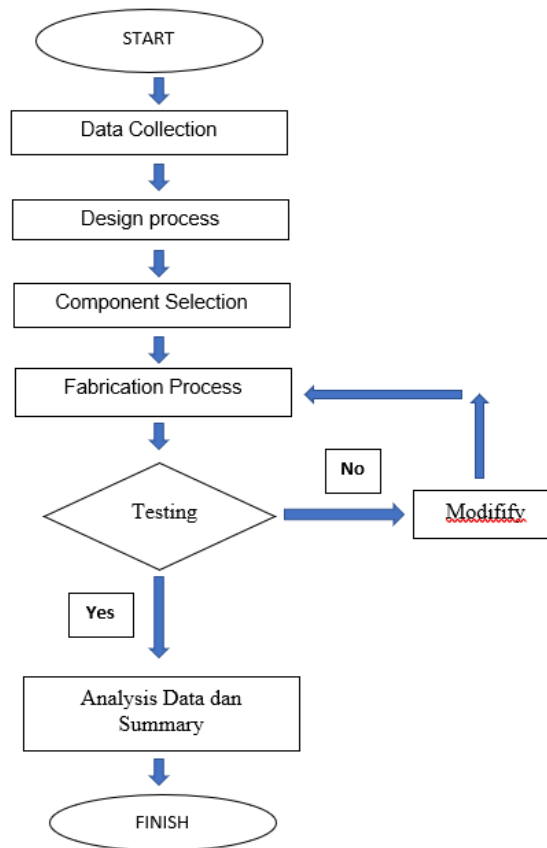 START
Data Collection
Design process
Component Selection
Fabrication Process
No
Testing
Modifify
Yes
Analysis Data dan
Summary
FINISH